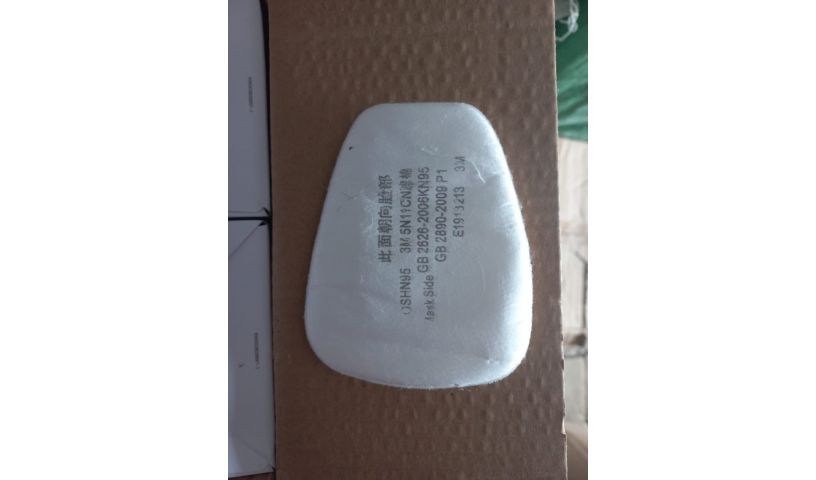 此面朝向脸部
OSHN95 3M 5N11CN滤棉
Mask Side GB 2626-2006KN95
GB 2890-2009 P1
E1913213 3M